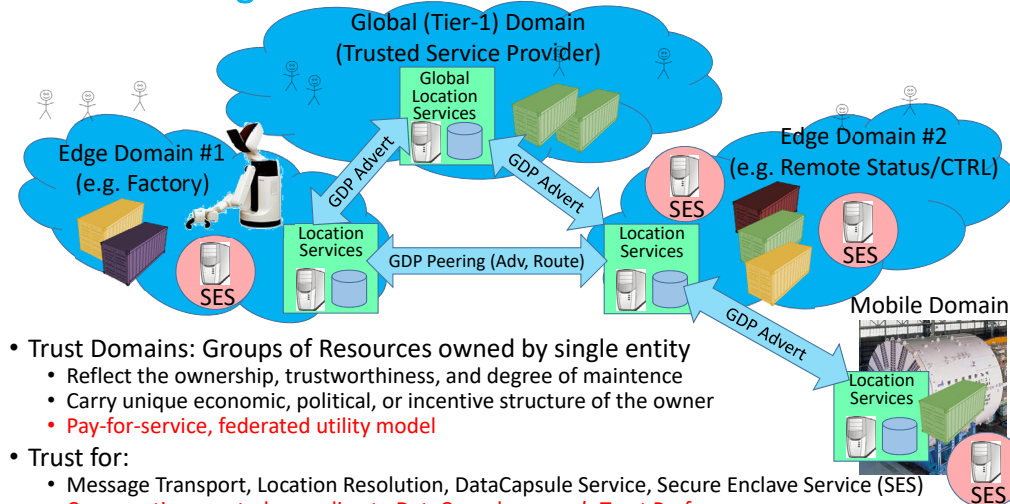 Global (Tier-1) Domain
(Trusted Service Provider)
Global
Location
Services
Edge Domain #1
(e.g. Factory)
Edge Domain #2
(e.g. Remote Status/CTRL)
GDP Advert
GDP Advert
SES
SES
Location
Services
GDP Peering (Adv, Route)
Location
Services
SES
GDP Advert
Mobile Domain
Location
Services
SES
• Trust Domains: Groups of Resources owned by single entity
• Reflect the ownership, trustworthiness, and degree of maintence
• Carry unique economic, political, or incentive structure of the owner
• Pay-for-service, federated utility model
• Trust for:
• Message Transport, Location Resolution, DataCapsule Service, Secure Enclave Service (SES)